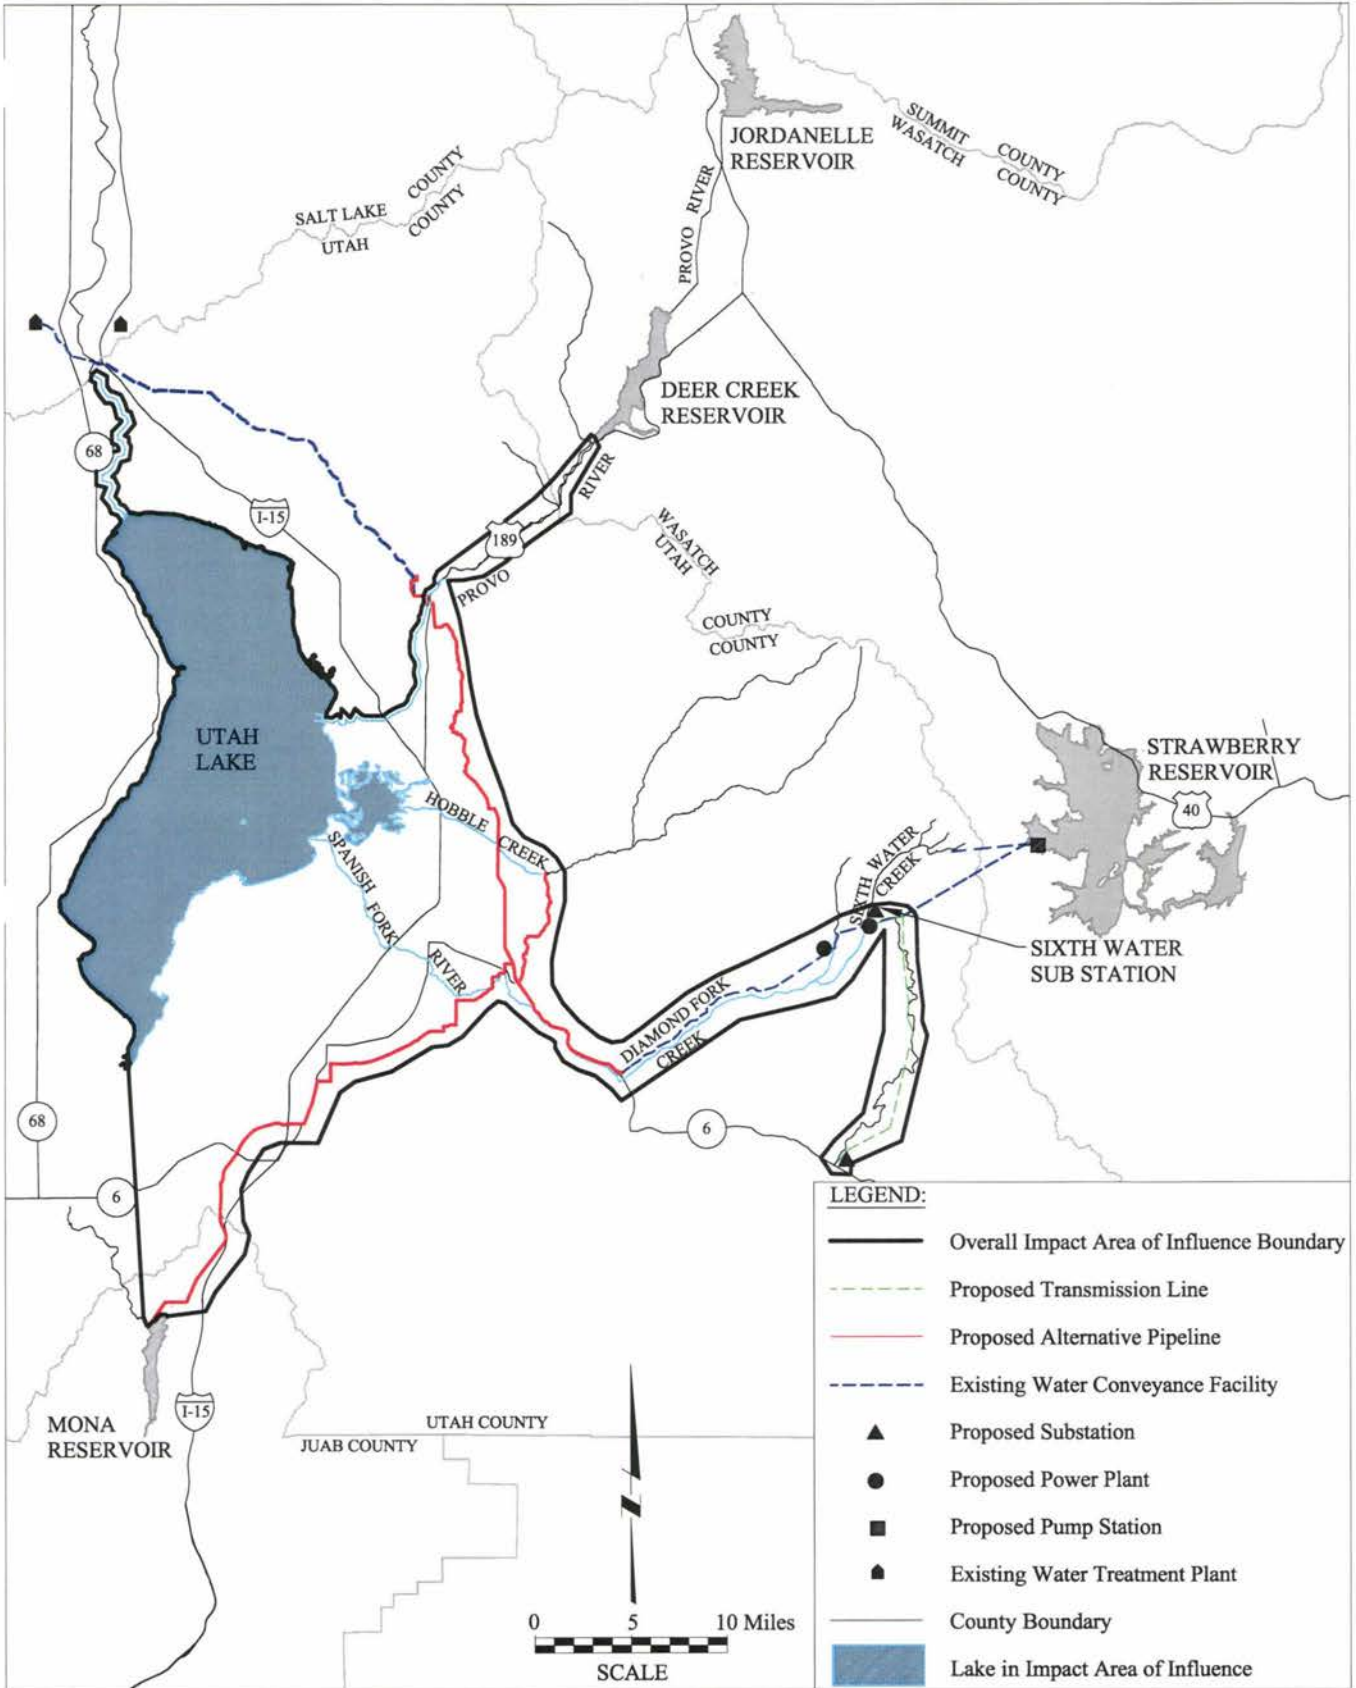 JORDANELLE
RESERVOIR
SUMMIT COUNTY
WASATCH COUNTY
SALT LAKE COUNTY
UTAH COUNTY
PROVO RIVER
DEER CREEK
RESERVOIR
68
I-15
189
PROVO RIVER
WASATCH COUNTY
UTAH COUNTY
UTAH
LAKE
STRAWBERRY
RESERVOIR
40
HOBBLE CREEK
SPANISH FORK RIVER
SIXTH WATER
CREEK
SIXTH WATER
SUB STATION
DIAMOND FORK
CREEK
68
6
6
MONA
RESERVOIR
I-15
UTAH COUNTY
JUAB COUNTY
0 5 10 Miles
SCALE
LEGEND:
Overall Impact Area of Influence Boundary
Proposed Transmission Line
Proposed Alternative Pipeline
Existing Water Conveyance Facility
Proposed Substation
Proposed Power Plant
Proposed Pump Station
Existing Water Treatment Plant
County Boundary
Lake in Impact Area of Influence